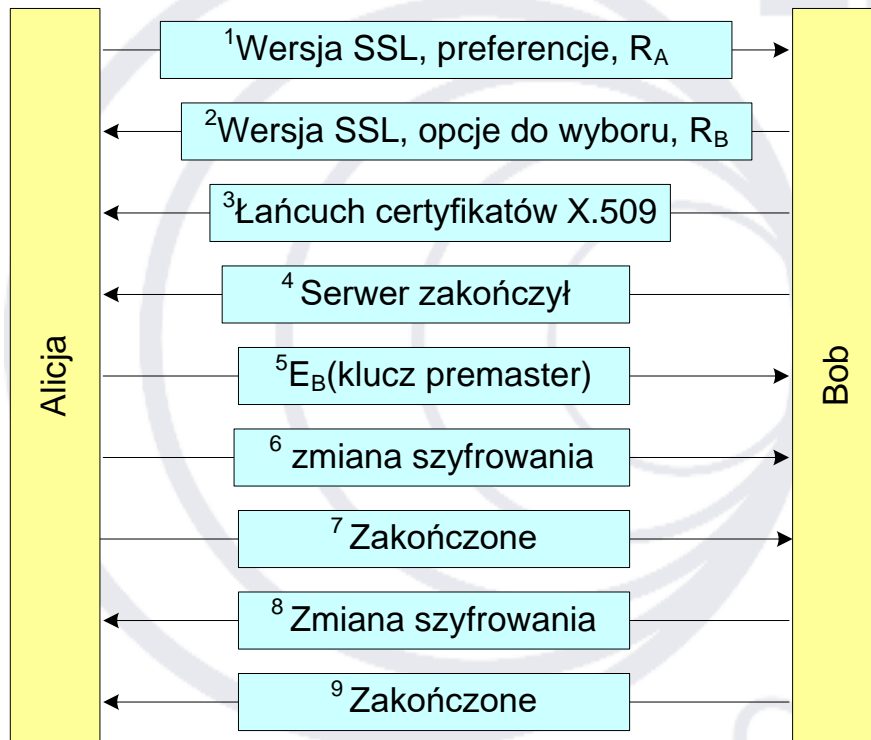 ¹Wersja SSL, preferencje, R_A
²Wersja SSL, opcje do wyboru, R_B
³Łańcuch certyfikatów X.509
⁴ Serwer zakończył
⁵E_B(klucz premaster)
⁶ zmiana szyfrowania
⁷ Zakończone
⁸ Zmiana szyfrowania
⁹ Zakończone
Alicja
Bob